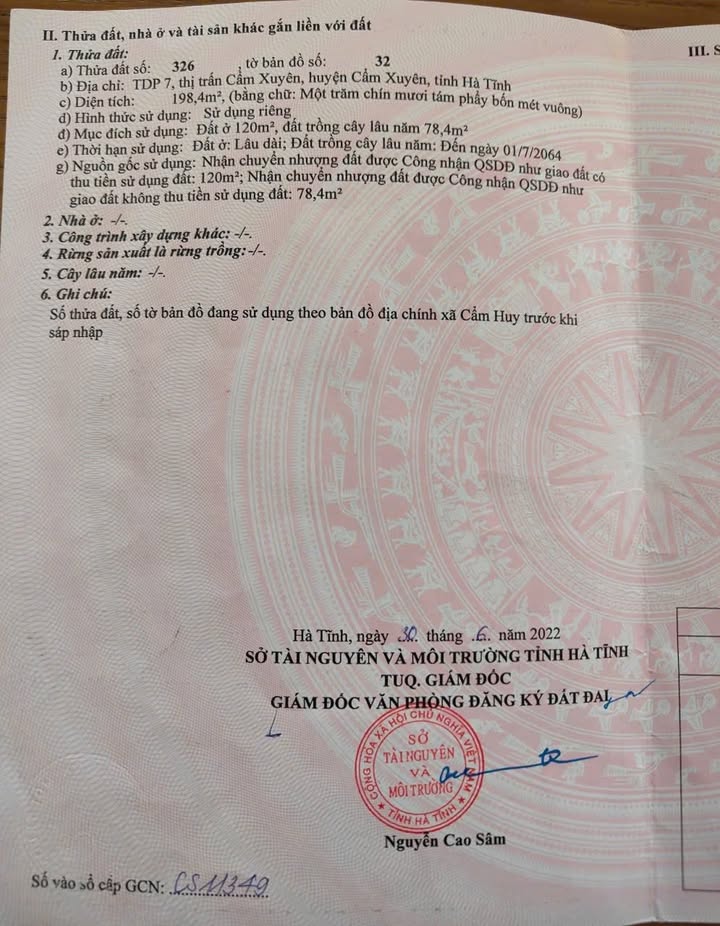 II. Thửa đất, nhà ở và tài sản khác gắn liền với đất
1. Thửa đất:
a) Thửa đất số: 326 , tờ bản đồ số: 32
b) Địa chỉ: TDP 7, thị trấn Cẩm Xuyên, huyện Cẩm Xuyên, tỉnh Hà Tĩnh
c) Diện tích: 198,4m², (bằng chữ: Một trăm chín mươi tám phẩy bốn mét vuông)
d) Hình thức sử dụng: Sử dụng riêng
đ) Mục đích sử dụng: Đất ở 120m², đất trồng cây lâu năm 78,4m²
e) Thời hạn sử dụng: Đất ở: Lâu dài; Đất trồng cây lâu năm: Đến ngày 01/7/2064
g) Nguồn gốc sử dụng: Nhận chuyển nhượng đất được Công nhận QSDĐ như giao đất có
thu tiền sử dụng đất: 120m²; Nhận chuyển nhượng đất được Công nhận QSDĐ như
giao đất không thu tiền sử dụng đất: 78,4m²
2. Nhà ở: -/-.
3. Công trình xây dựng khác: -/-.
4. Rừng sản xuất là rừng trồng: -/-.
5. Cây lâu năm: -/-.
6. Ghi chú:
Số thửa đất, số tờ bản đồ đang sử dụng theo bản đồ địa chính xã Cẩm Huy trước khi
sáp nhập
III. S
Hà Tĩnh, ngày 30 tháng 6 năm 2022
SỞ TÀI NGUYÊN VÀ MÔI TRƯỜNG TỈNH HÀ TĨNH
TUQ. GIÁM ĐỐC
GIÁM ĐỐC VĂN PHÒNG ĐĂNG KÝ ĐẤT ĐAI
CỘNG HÒA XÃ HỘI CHỦ NGHĨA VIỆT NAM
SỞ
TÀI NGUYÊN
VÀ
MÔI TRƯỜNG
★ TỈNH HÀ TĨNH ★
Nguyễn Cao Sâm
Số vào sổ cấp GCN: CS11349